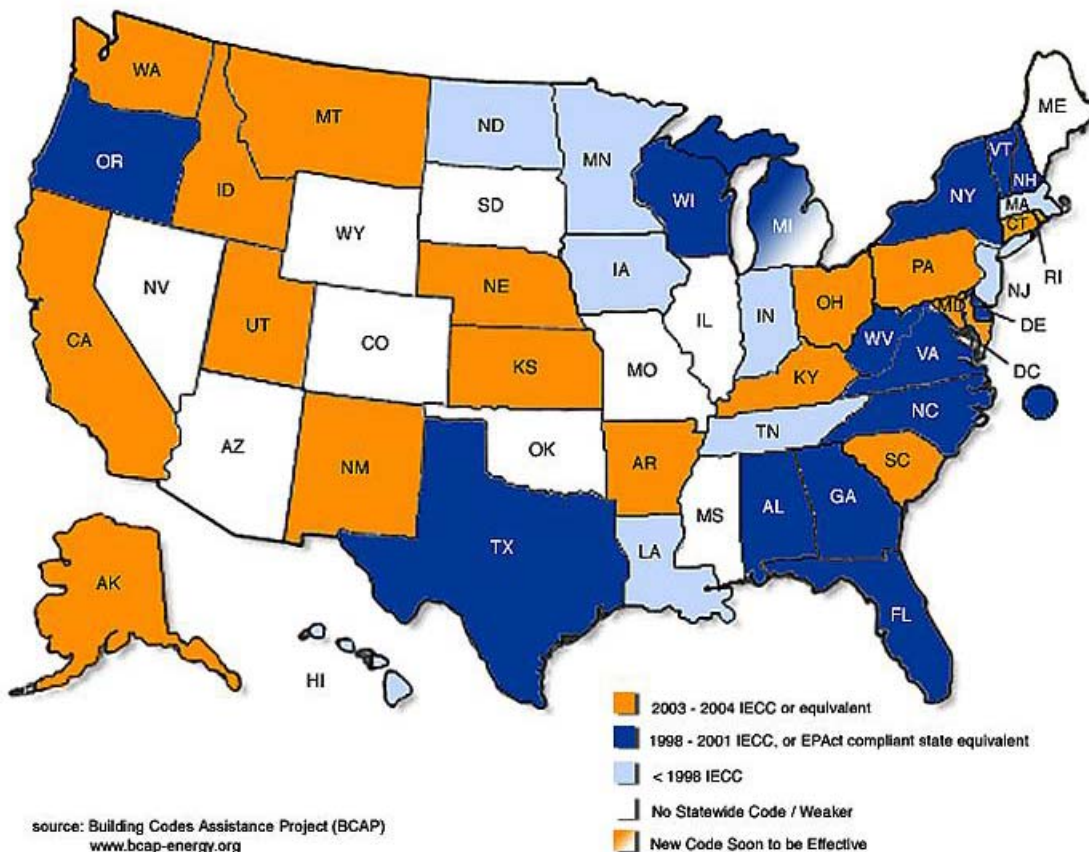 WA
MT
ND
MN
ME
OR
ID
SD
WI
MI
NY
VT
NH
MA
CT
RI
WY
IA
NE
PA
NJ
NV
UT
CO
IL
IN
OH
MD
DE
CA
KS
MO
WV
VA
DC
KY
AZ
NM
OK
AR
TN
NC
SC
MS
AL
GA
TX
LA
FL
AK
HI
2003 - 2004 IECC or equivalent
1998 - 2001 IECC, or EPAct compliant state equivalent
< 1998 IECC
No Statewide Code / Weaker
New Code Soon to be Effective
source: Building Codes Assistance Project (BCAP)
www.bcap-energy.org